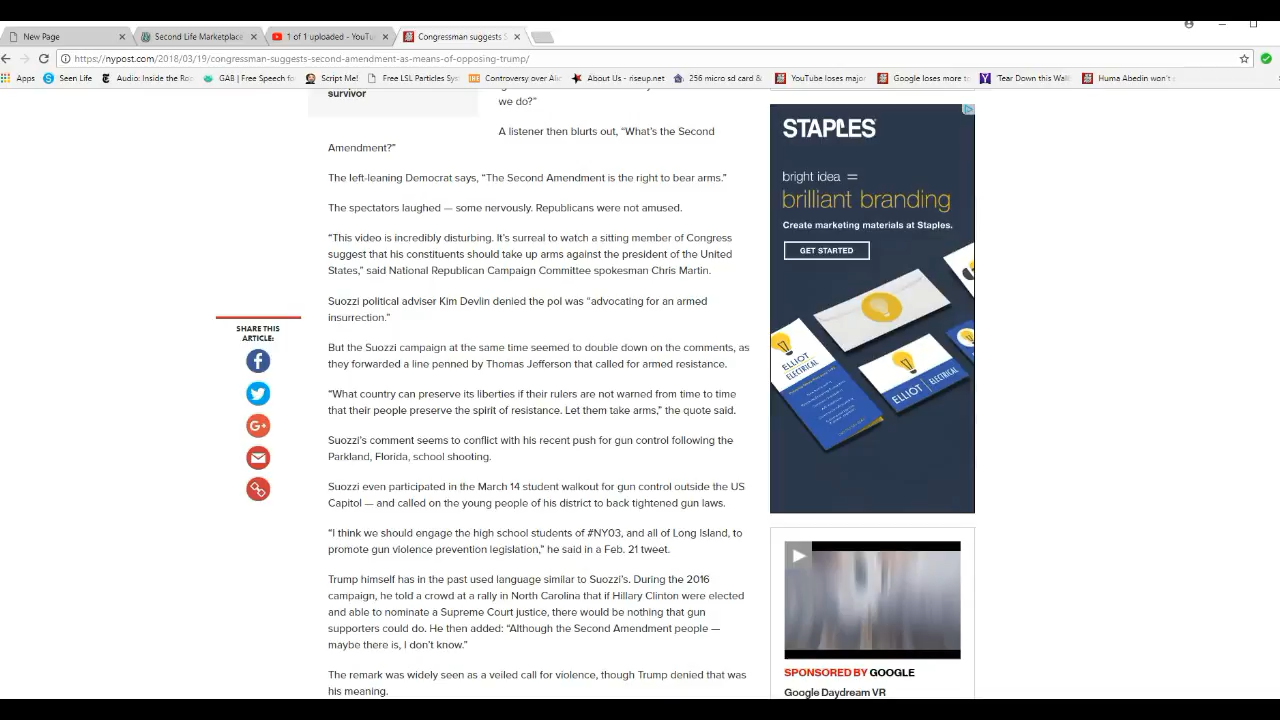 New Page
Second Life Marketplace
1 of 1 uploaded - YouTu
Congressman suggests S
https://nypost.com/2018/03/19/congressman-suggests-second-amendment-as-means-of-opposing-trump/
Apps
Seen Life
Audio: Inside the Ro
GAB | Free Speech fo
Script Me!
Free LSL Particles Sys
Controversy over Ali
About Us - riseup.net
256 micro sd card &
YouTube loses major
Google loses more to
'Tear Down this Wall
Huma Abedin won't
survivor
we do?”
A listener then blurts out, “What’s the Second
Amendment?”
The left-leaning Democrat says, “The Second Amendment is the right to bear arms.”
The spectators laughed — some nervously. Republicans were not amused.
“This video is incredibly disturbing. It’s surreal to watch a sitting member of Congress
suggest that his constituents should take up arms against the president of the United
States,” said National Republican Campaign Committee spokesman Chris Martin.
Suozzi political adviser Kim Devlin denied the pol was “advocating for an armed
insurrection.”
But the Suozzi campaign at the same time seemed to double down on the comments, as
they forwarded a line penned by Thomas Jefferson that called for armed resistance.
“What country can preserve its liberties if their rulers are not warned from time to time
that their people preserve the spirit of resistance. Let them take arms,” the quote said.
Suozzi’s comment seems to conflict with his recent push for gun control following the
Parkland, Florida, school shooting.
Suozzi even participated in the March 14 student walkout for gun control outside the US
Capitol — and called on the young people of his district to back tightened gun laws.
“I think we should engage the high school students of #NY03, and all of Long Island, to
promote gun violence prevention legislation,” he said in a Feb. 21 tweet.
Trump himself has in the past used language similar to Suozzi’s. During the 2016
campaign, he told a crowd at a rally in North Carolina that if Hillary Clinton were elected
and able to nominate a Supreme Court justice, there would be nothing that gun
supporters could do. He then added: “Although the Second Amendment people —
maybe there is, I don’t know.”
The remark was widely seen as a veiled call for violence, though Trump denied that was
his meaning.
SHARE THIS
ARTICLE:
STAPLES
bright idea =
brilliant branding
Create marketing materials at Staples.
GET STARTED
ELLIOT
ELECTRICAL
ELLIOT | ELECTRICAL
SPONSORED BY GOOGLE
Google Daydream VR